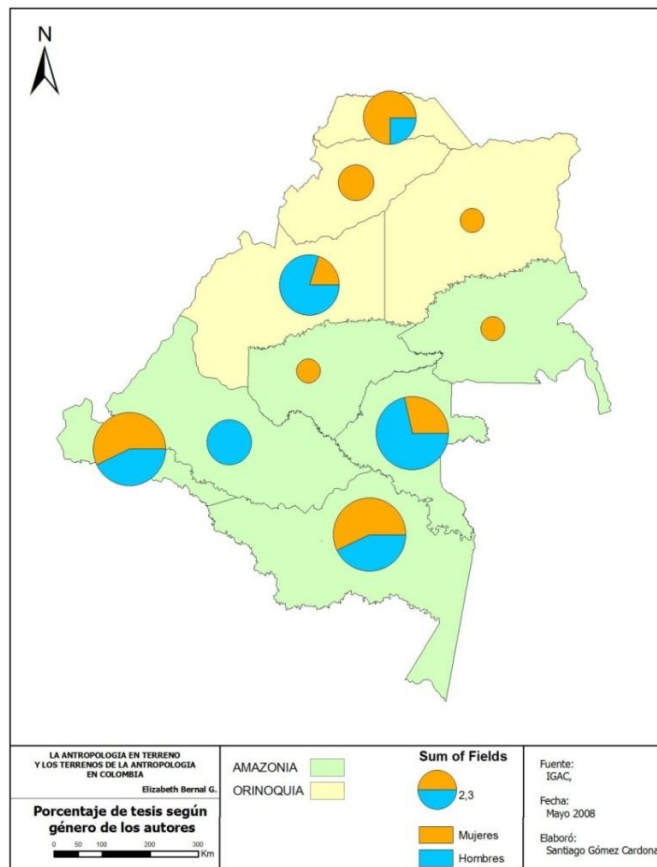 N
LA ANTROPOLOGIA EN TERRENO
Y LOS TERRENOS DE LA ANTROPOLOGIA
EN COLOMBIA
Elizabeth Bernal G.
Porcentaje de tesis según
género de los autores
0 50 100 200 300
Km
AMAZONIA
ORINOQUIA
Sum of Fields
2,3
Mujeres
Hombres
Fuente:
IGAC,
Fecha:
Mayo 2008
Elaboró:
Santiago Gómez Cardona